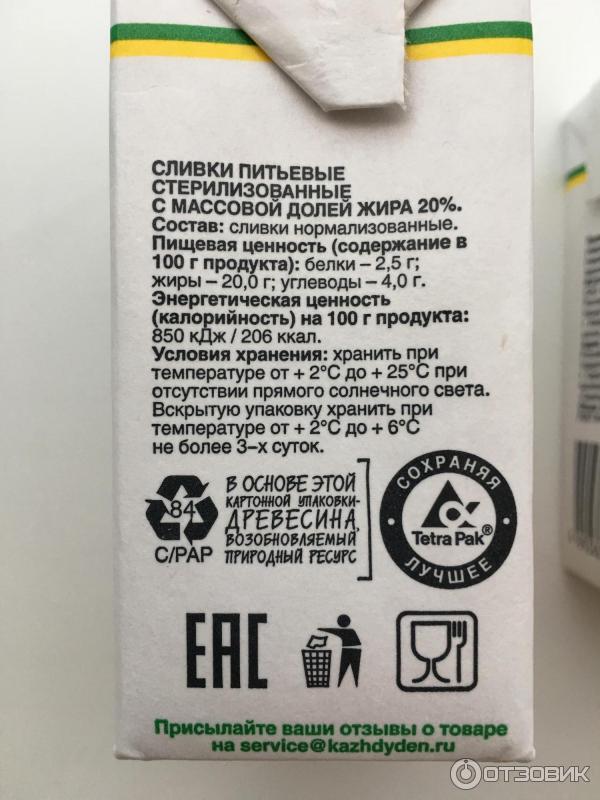 СЛИВКИ ПИТЬЕВЫЕ
СТЕРИЛИЗОВАННЫЕ
С МАССОВОЙ ДОЛЕЙ ЖИРА 20%.
Состав: сливки нормализованные.
Пищевая ценность (содержание в
100 г продукта): белки – 2,5 г;
жиры – 20,0 г; углеводы – 4,0 г.
Энергетическая ценность
(калорийность) на 100 г продукта:
850 кДж / 206 ккал.
Условия хранения: хранить при
температуре от + 2°С до + 25°С при
отсутствии прямого солнечного света.
Вскрытую упаковку хранить при
температуре от + 2°С до + 6°С
не более 3-х суток.
84
C/PAP
В ОСНОВЕ ЭТОЙ
КАРТОННОЙ УПАКОВКИ-
ДРЕВЕСИНА,
ВОЗОБНОВЛЯЕМЫЙ
ПРИРОДНЫЙ РЕСУРС
СОХРАНЯЯ
Tetra Pak®
ЛУЧШЕЕ
EAC
Присылайте ваши отзывы о товаре
на service@kazhdyden.ru
ОТЗОВИК